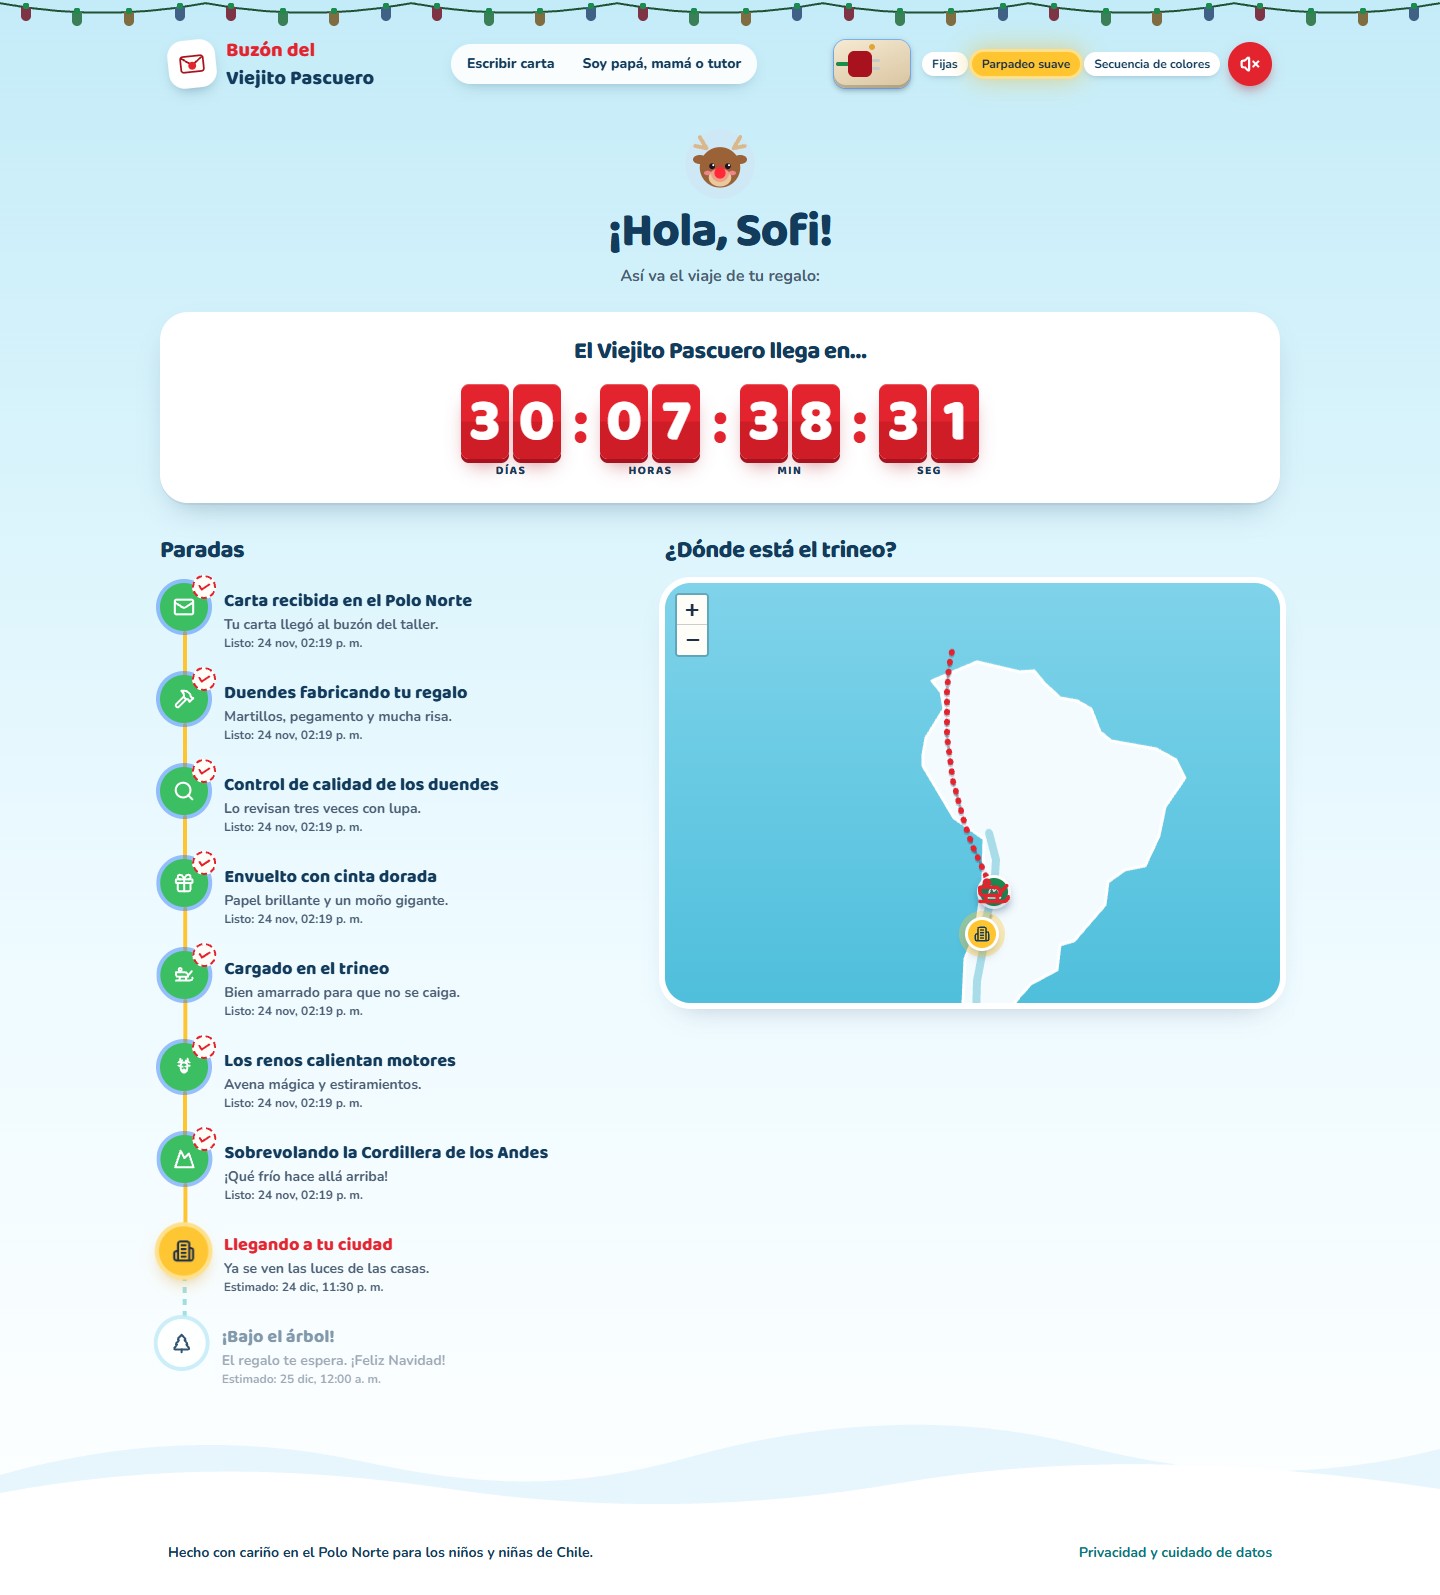 Buzón del
Viejito Pascuero
Escribir carta
Soy papá, mamá o tutor
Fijas
Parpadeo suave
Secuencia de colores
¡Hola, Sofi!
Así va el viaje de tu regalo:
El Viejito Pascuero llega en...
30 : 07 : 38 : 31
DÍAS HORAS MIN SEG
Paradas
Carta recibida en el Polo Norte
Tu carta llegó al buzón del taller.
Listo: 24 nov, 02:19 p. m.
Duendes fabricando tu regalo
Martillos, pegamento y mucha risa.
Listo: 24 nov, 02:19 p. m.
Control de calidad de los duendes
Lo revisan tres veces con lupa.
Listo: 24 nov, 02:19 p. m.
Envuelto con cinta dorada
Papel brillante y un moño gigante.
Listo: 24 nov, 02:19 p. m.
Cargado en el trineo
Bien amarrado para que no se caiga.
Listo: 24 nov, 02:19 p. m.
Los renos calientan motores
Avena mágica y estiramientos.
Listo: 24 nov, 02:19 p. m.
Sobrevolando la Cordillera de los Andes
¡Qué frío hace allá arriba!
Listo: 24 nov, 02:19 p. m.
Llegando a tu ciudad
Ya se ven las luces de las casas.
Estimado: 24 dic, 11:30 p. m.
¡Bajo el árbol!
El regalo te espera. ¡Feliz Navidad!
Estimado: 25 dic, 12:00 a. m.
¿Dónde está el trineo?
+
−
Hecho con cariño en el Polo Norte para los niños y niñas de Chile.
Privacidad y cuidado de datos